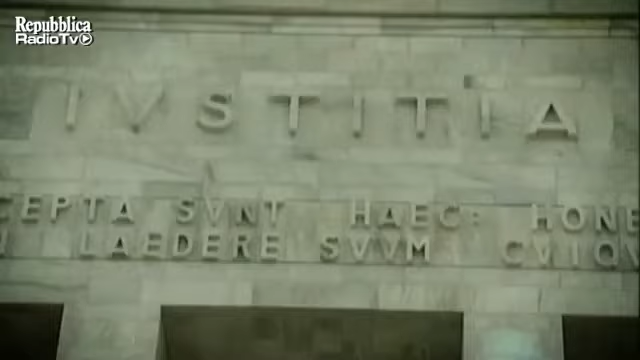 Repubblica
RadioTv
IVSTITIA
CEPTA SVNT HAEC: HONE
LAEDERE SVVM CVIQV